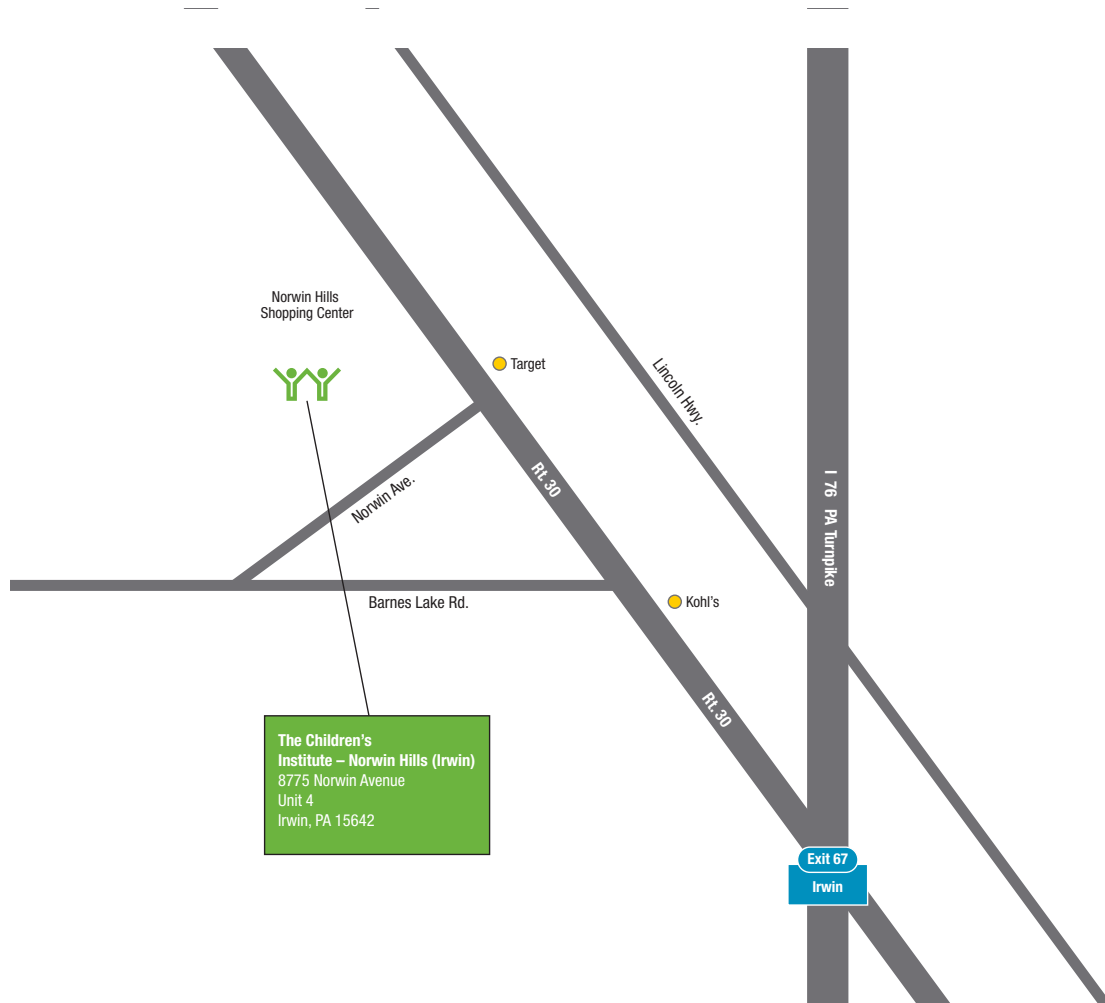 Norwin Hills
Shopping Center
Target
Lincoln Hwy.
Rt. 30
I 76 PA Turnpike
Norwin Ave.
Barnes Lake Rd.
Kohl's
Rt. 30
The Children's
Institute – Norwin Hills (Irwin)
8775 Norwin Avenue
Unit 4
Irwin, PA 15642
Exit 67
Irwin